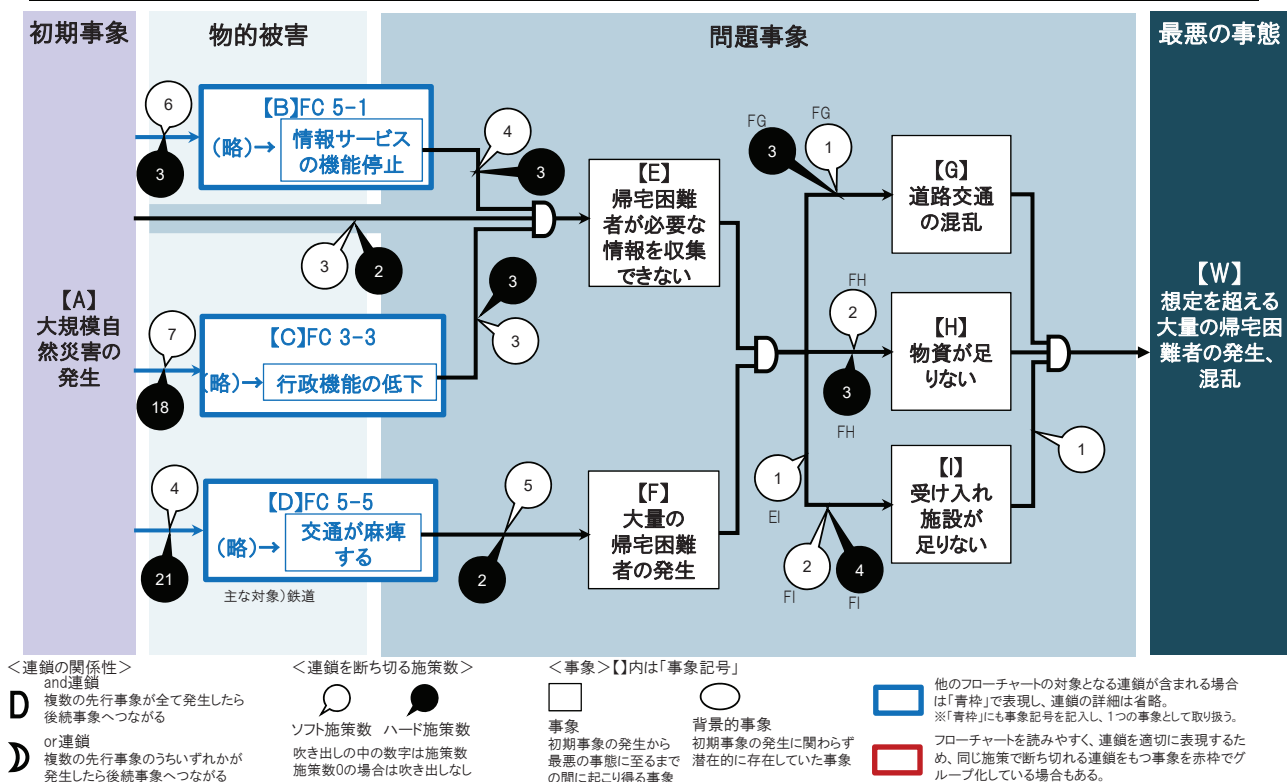 初期事象
物的被害
問題事象
最悪の事態
【A】
大規模自
然災害の
発生
6
3
【B】FC 5-1
(略)→
情報サービス
の機能停止
4
3
3
2
7
18
【C】FC 3-3
(略)→
行政機能の低下
3
3
4
21
【D】FC 5-5
(略)→
交通が麻痺
する
主な対象）鉄道
5
2
【E】
帰宅困難
者が必要な
情報を収集
できない
【F】
大量の
帰宅困難
者の発生
FG
3
FG
1
FH
2
3
FH
1
EI
2
FI
4
FI
【G】
道路交通
の混乱
【H】
物資が足
りない
【I】
受け入れ
施設が
足りない
1
【W】
想定を超える
大量の帰宅困
難者の発生、
混乱
＜連鎖の関係性＞
and連鎖
複数の先行事象が全て発生したら
後続事象へつながる
or連鎖
複数の先行事象のうちいずれかが
発生したら後続事象へつながる
＜連鎖を断ち切る施策数＞
ソフト施策数 ハード施策数
吹き出しの中の数字は施策数
施策数0の場合は吹き出しなし
＜事象＞【】内は「事象記号」
事象
初期事象の発生から
最悪の事態に至るまで
の間に起こり得る事象
背景的事象
初期事象の発生に関わらず
潜在的に存在していた事象
他のフローチャートの対象となる連鎖が含まれる場合
は「青枠」で表現し、連鎖の詳細は省略。
※「青枠」にも事象記号を記入し、1つの事象として取り扱う。
フローチャートを読みやすく、連鎖を適切に表現するた
め、同じ施策で断ち切れる連鎖をもつ事象を赤枠でグ
ループ化している場合もある。